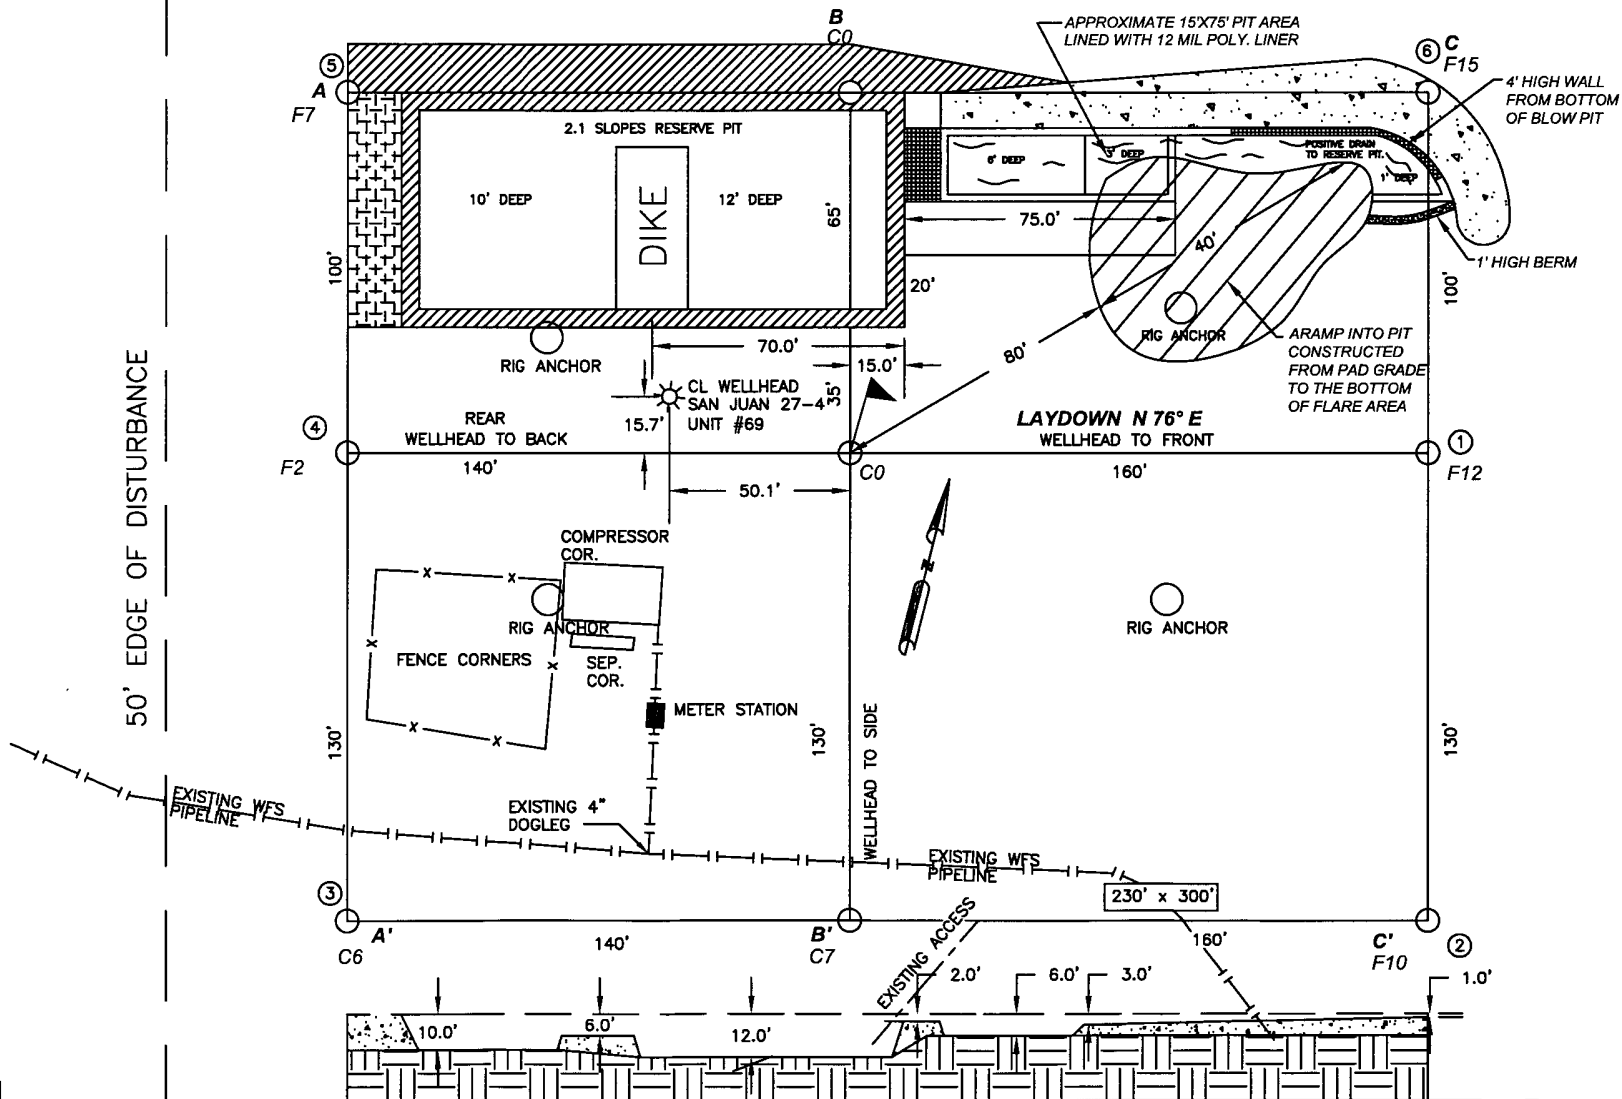 B
C0
APPROXIMATE 15'X75' PIT AREA
LINED WITH 12 MIL POLY. LINER
5
A
F7
6
C
F15
4' HIGH WALL
FROM BOTTOM
OF BLOW PIT
2.1 SLOPES RESERVE PIT
10' DEEP
DIKE
12' DEEP
65'
6' DEEP
3' DEEP
POSITIVE DRAIN
TO RESERVE PIT.
1' DEEP
75.0'
40'
1' HIGH BERM
100'
20'
100'
RIG ANCHOR
RIG ANCHOR
ARAMP INTO PIT
CONSTRUCTED
FROM PAD GRADE
TO THE BOTTOM
OF FLARE AREA
70.0'
15.0'
80'
CL WELLHEAD
SAN JUAN 27-4
UNIT #69
35'
15.7'
4
F2
REAR
WELLHEAD TO BACK
140'
LAYDOWN N 76° E
WELLHEAD TO FRONT
160'
C0
1
F12
50.1'
50' EDGE OF DISTURBANCE
COMPRESSOR
COR.
N
RIG ANCHOR
RIG ANCHOR
FENCE CORNERS
SEP.
COR.
METER STATION
130'
130'
WELLHEAD TO SIDE
130'
EXISTING WFS
PIPELINE
EXISTING 4"
DOGLEG
EXISTING WFS
PIPELINE
230' x 300'
3
A'
C6
140'
B'
C7
EXISTING ACCESS
160'
C'
F10
2
10.0'
6.0'
12.0'
2.0'
6.0'
3.0'
1.0'